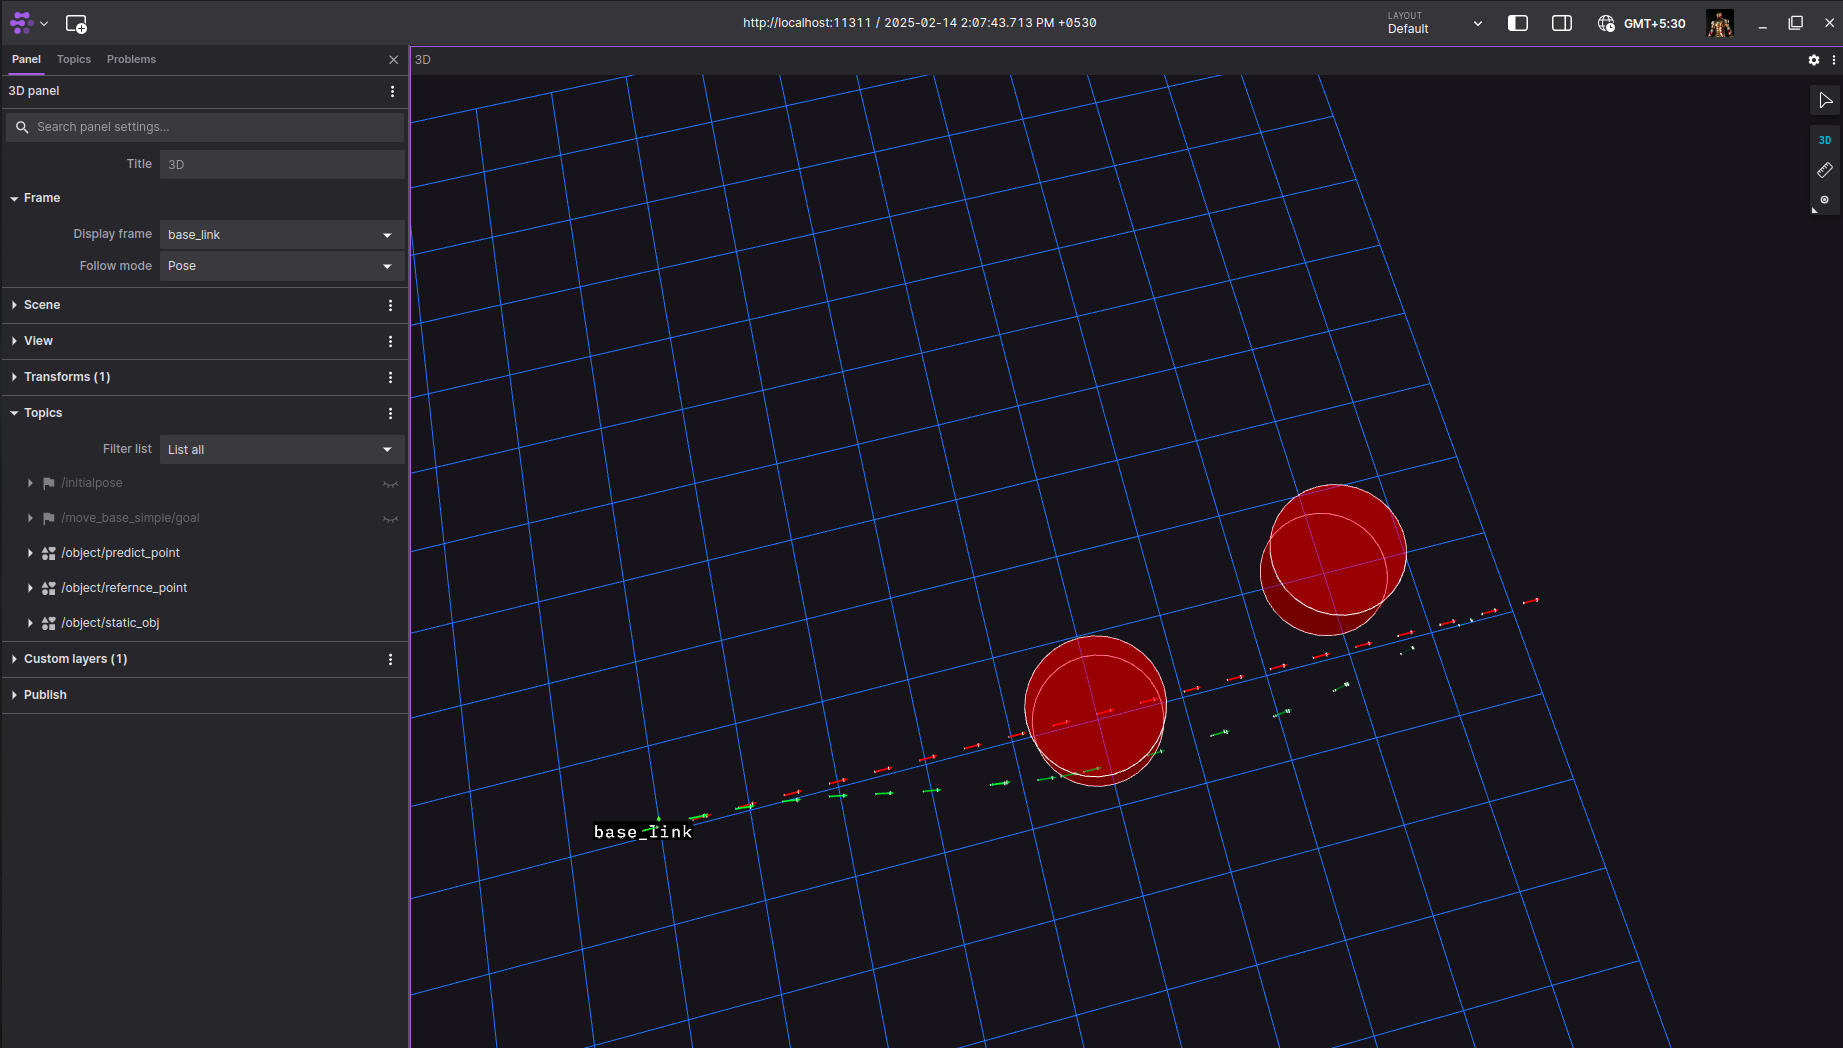 http://localhost:11311 / 2025-02-14 2:07:43.713 PM +0530
LAYOUT
Default
GMT+5:30
Panel
Topics
Problems
3D panel
Search panel settings...
Title
3D
Frame
Display frame
base_link
Follow mode
Pose
Scene
View
Transforms (1)
Topics
Filter list
List all
/initialpose
/move_base_simple/goal
/object/predict_point
/object/refernce_point
/object/static_obj
Custom layers (1)
Publish
3D
3D
base_link